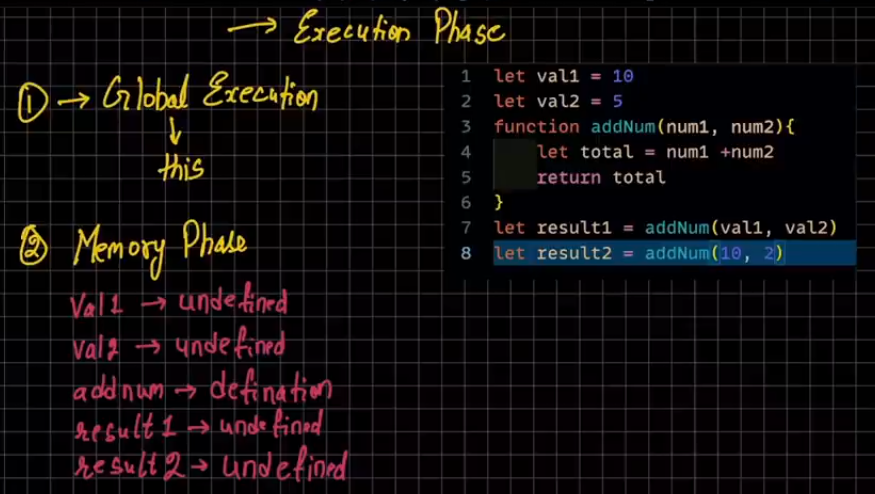 → Execution Phase
① → Global Execution
↓
this
② Memory Phase
val1 → undefined
val2 → undefined
addnum → defination
result1 → undefined
result2 → undefined
1 let val1 = 10
2 let val2 = 5
3 function addNum(num1, num2){
4 let total = num1 +num2
5 return total
6 }
7 let result1 = addNum(val1, val2)
8 let result2 = addNum(10, 2)